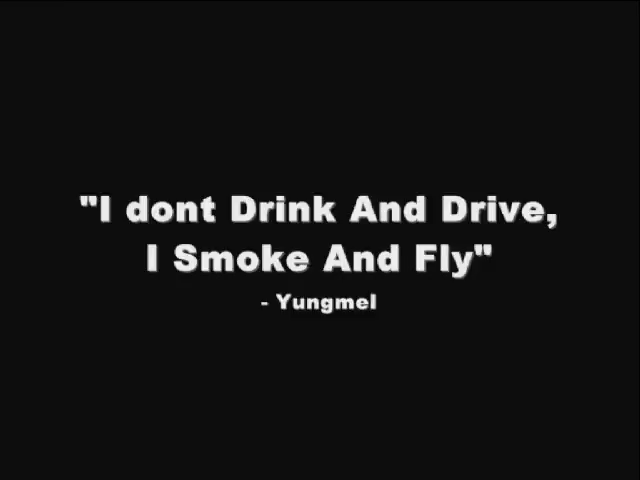 "I dont Drink And Drive,
I Smoke And Fly"
- Yungmel